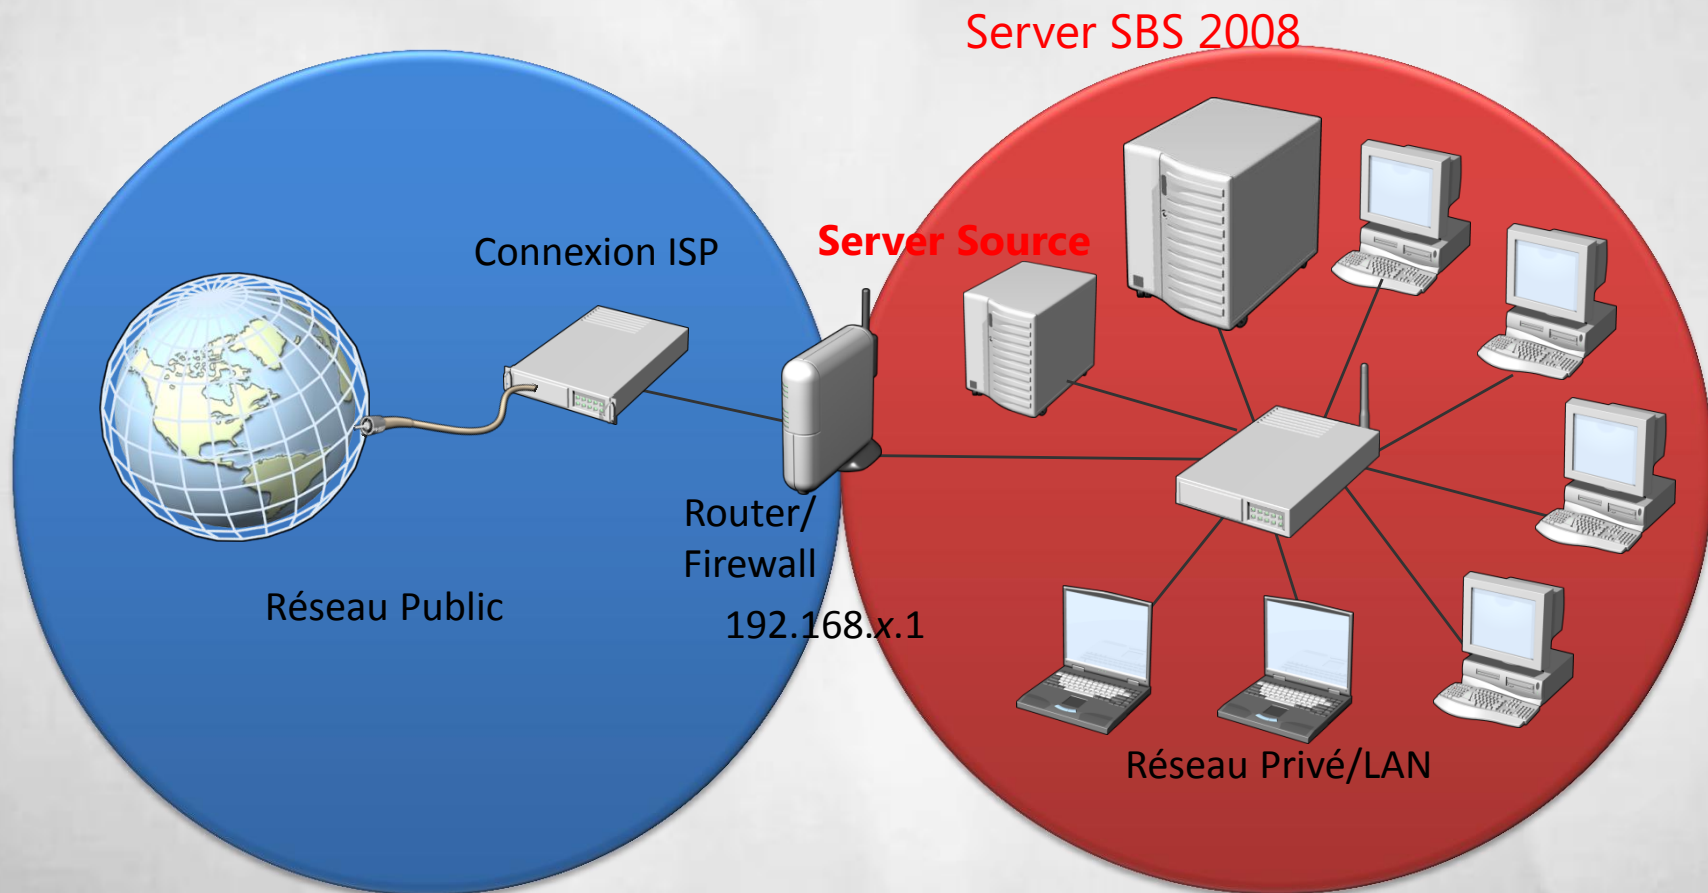 Server SBS 2008
Connexion ISP
Server Source
Router/
Firewall
192.168.x.1
Réseau Public
Réseau Privé/LAN